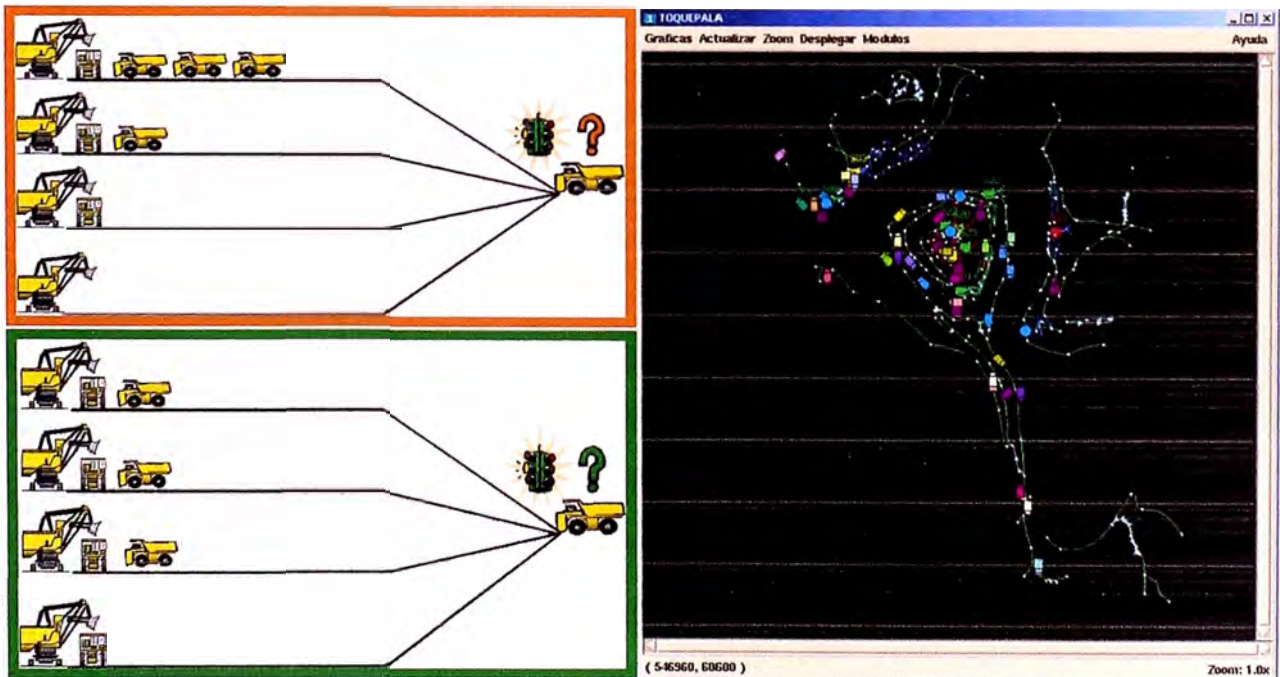 TOQUEPALA
Graficas Actualizar Zoom Desplegar Modulos Ayuda
?
?
( 546960, 60600 )
Zoom: 1.0x